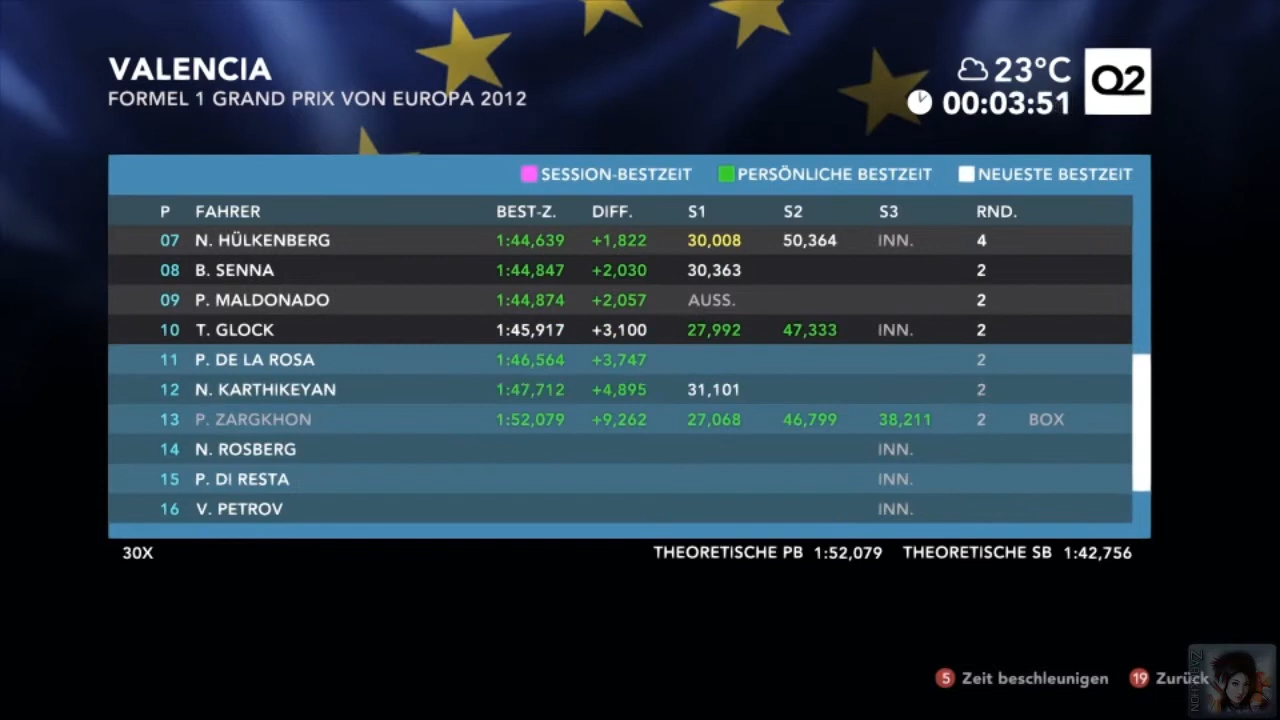 VALENCIA
FORMEL 1 GRAND PRIX VON EUROPA 2012
23°C
00:03:51
Q2
SESSION-BESTZEIT PERSÖNLICHE BESTZEIT NEUESTE BESTZEIT
P FAHRER BEST-Z. DIFF. S1 S2 S3 RND.
07 N. HÜLKENBERG 1:44,639 +1,822 30,008 50,364 INN. 4
08 B. SENNA 1:44,847 +2,030 30,363 2
09 P. MALDONADO 1:44,874 +2,057 AUSS. 2
10 T. GLOCK 1:45,917 +3,100 27,992 47,333 INN. 2
11 P. DE LA ROSA 1:46,564 +3,747 2
12 N. KARTHIKEYAN 1:47,712 +4,895 31,101 2
13 P. ZARGKHON 1:52,079 +9,262 27,068 46,799 38,211 2 BOX
14 N. ROSBERG INN.
15 P. DI RESTA INN.
16 V. PETROV INN.
30X THEORETISCHE PB 1:52,079 THEORETISCHE SB 1:42,756
5 Zeit beschleunigen 19 Zurück